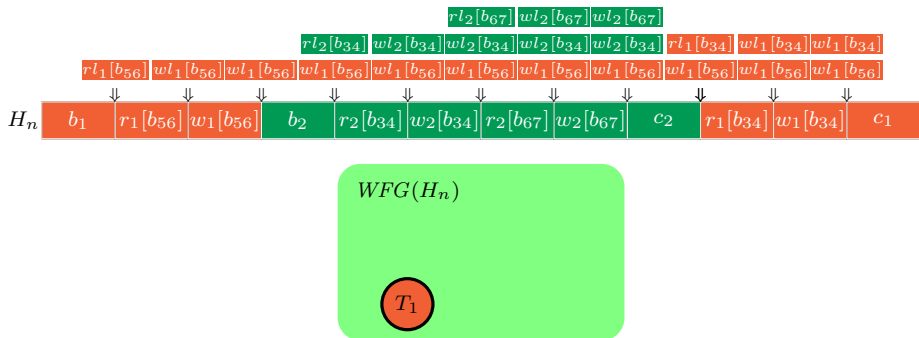 rl₂[b₆₇] wl₂[b₆₇] wl₂[b₆₇]
rl₂[b₃₄] wl₂[b₃₄] wl₂[b₃₄] wl₂[b₃₄] wl₂[b₃₄] rl₁[b₃₄] wl₁[b₃₄] wl₁[b₃₄]
rl₁[b₅₆] wl₁[b₅₆] wl₁[b₅₆] wl₁[b₅₆] wl₁[b₅₆] wl₁[b₅₆] wl₁[b₅₆] wl₁[b₅₆] wl₁[b₅₆] wl₁[b₅₆] wl₁[b₅₆]
⇓ ⇓ ⇓ ⇓ ⇓ ⇓ ⇓ ⇓ ⇓ ⇓ ⇓
Hₙ b₁ r₁[b₅₆] w₁[b₅₆] b₂ r₂[b₃₄] w₂[b₃₄] r₂[b₆₇] w₂[b₆₇] c₂ r₁[b₃₄] w₁[b₃₄] c₁
WFG(Hₙ)
T₁